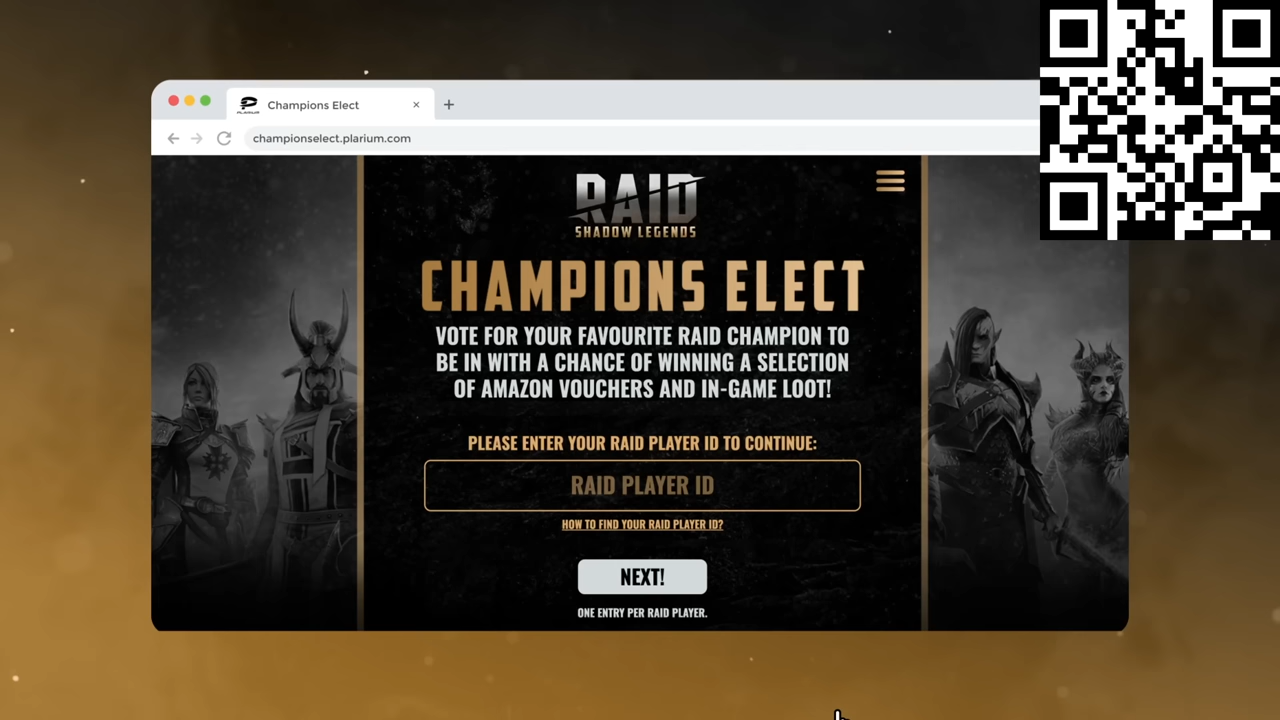 PLARIUM
Champions Elect
championselect.plarium.com
RAID
SHADOW LEGENDS
CHAMPIONS ELECT
VOTE FOR YOUR FAVOURITE RAID CHAMPION TO
BE IN WITH A CHANCE OF WINNING A SELECTION
OF AMAZON VOUCHERS AND IN-GAME LOOT!
PLEASE ENTER YOUR RAID PLAYER ID TO CONTINUE:
RAID PLAYER ID
HOW TO FIND YOUR RAID PLAYER ID?
NEXT!
ONE ENTRY PER RAID PLAYER.